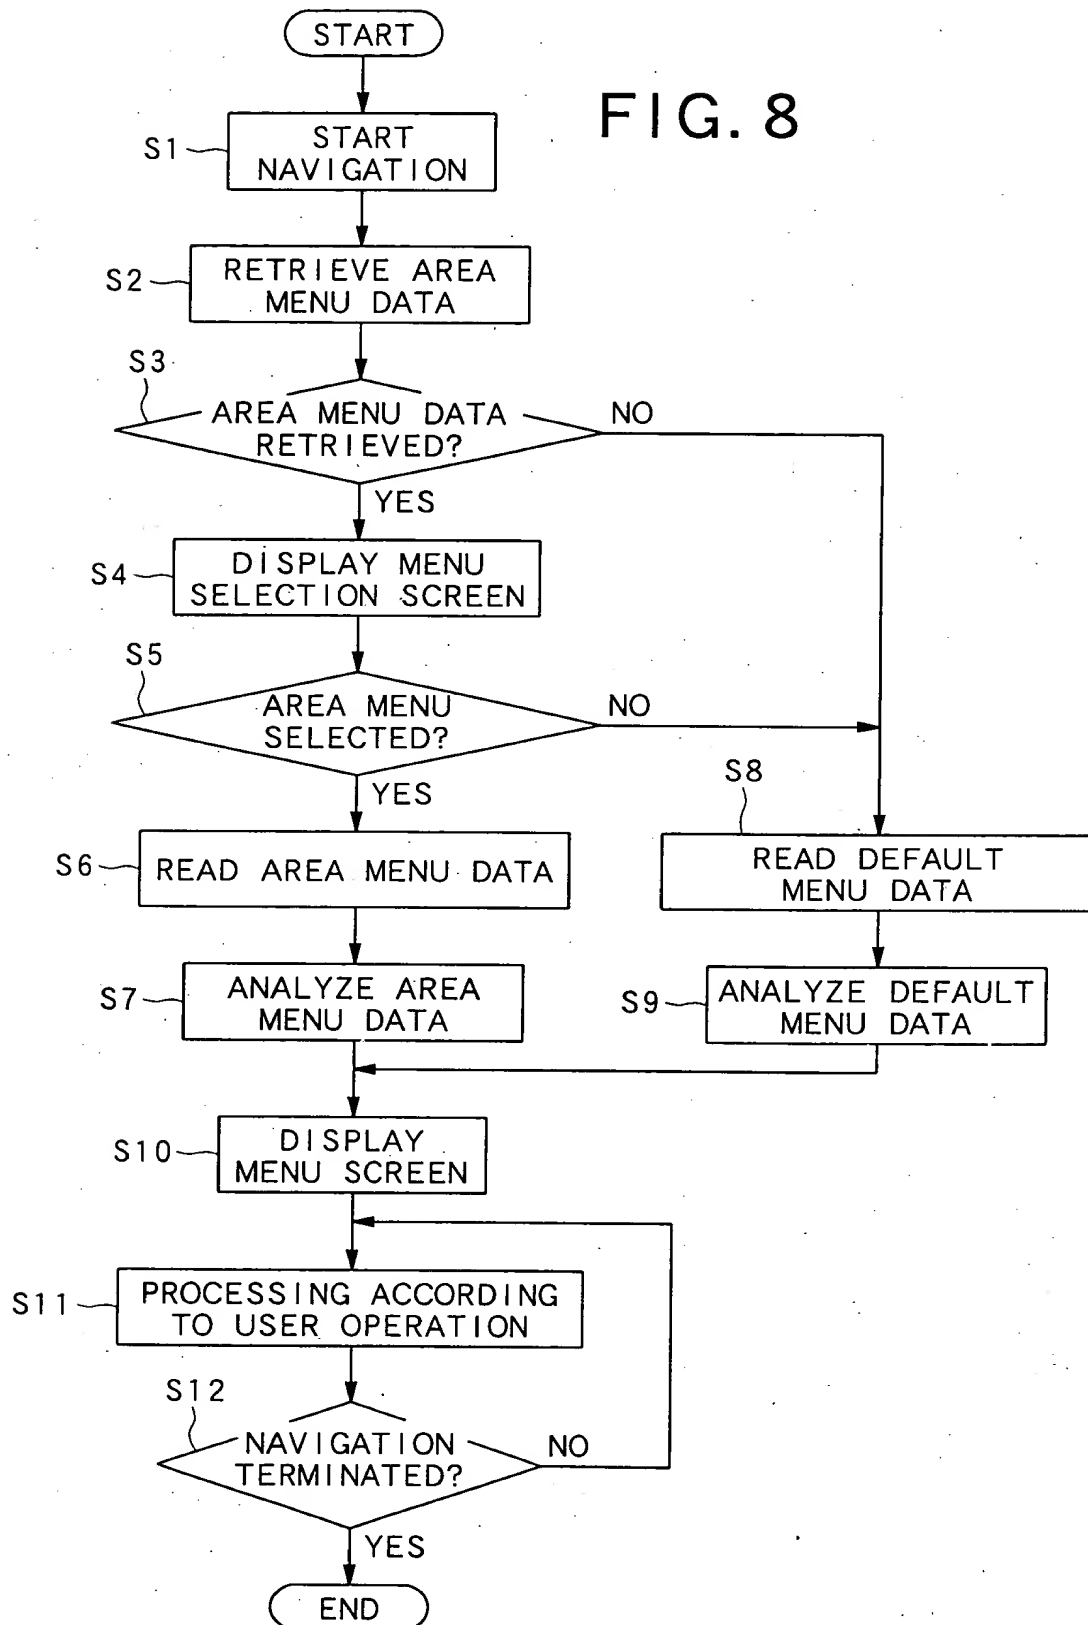 START
FIG. 8
S1
START
NAVIGATION
S2
RETRIEVE AREA
MENU DATA
S3
AREA MENU DATA
RETRIEVED?
NO
YES
S4
DISPLAY MENU
SELECTION SCREEN
S5
AREA MENU
SELECTED?
NO
YES
S6
READ AREA MENU DATA
S8
READ DEFAULT
MENU DATA
S7
ANALYZE AREA
MENU DATA
S9
ANALYZE DEFAULT
MENU DATA
S10
DISPLAY
MENU SCREEN
S11
PROCESSING ACCORDING
TO USER OPERATION
S12
NAVIGATION
TERMINATED?
NO
YES
END